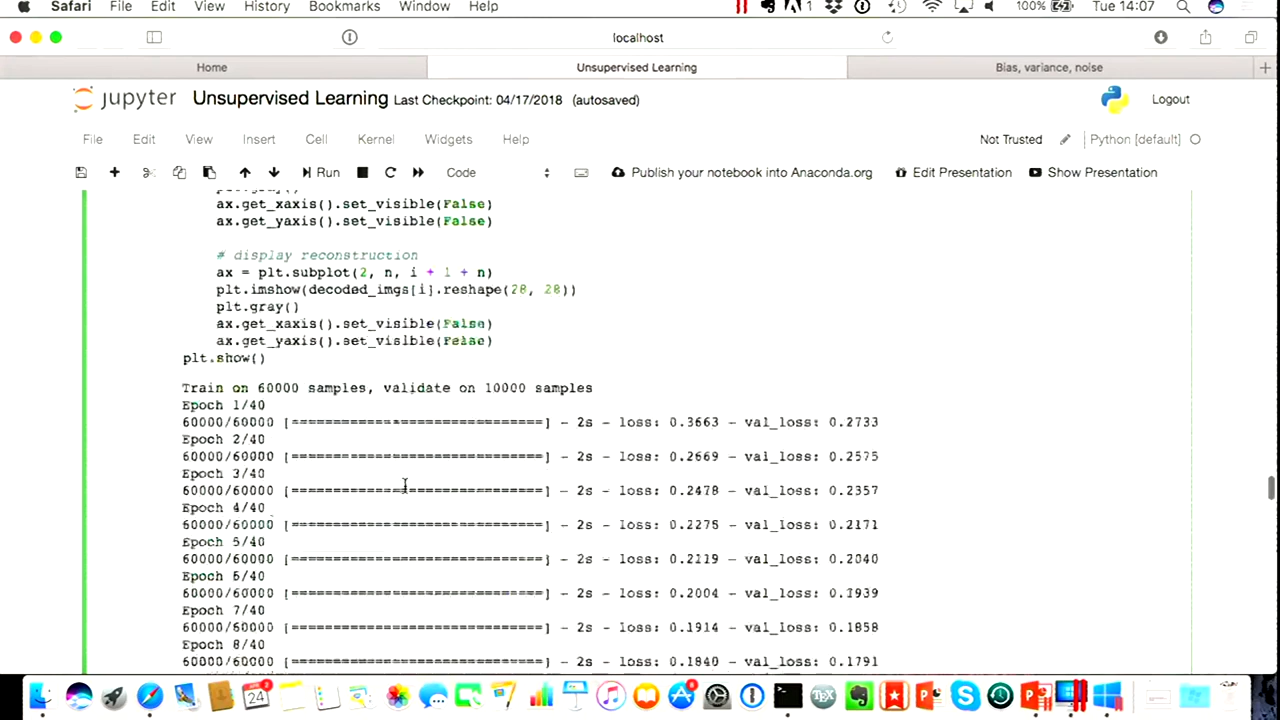 Safari File Edit View History Bookmarks Window Help 1 100% Tue 14:07
localhost
Home Unsupervised Learning Bias, variance, noise
jupyter Unsupervised Learning Last Checkpoint: 04/17/2018 (autosaved) Logout
File Edit View Insert Cell Kernel Widgets Help Not Trusted Python [default]
Run Code Publish your notebook into Anaconda.org Edit Presentation Show Presentation
ax.get_xaxis().set_visible(False)
ax.get_yaxis().set_visible(False)
# display reconstruction
ax = plt.subplot(2, n, i + 1 + n)
plt.imshow(decoded_imgs[i].reshape(28, 28))
plt.gray()
ax.get_xaxis().set_visible(False)
ax.get_yaxis().set_visible(False)
plt.show()
Train on 60000 samples, validate on 10000 samples
Epoch 1/40
60000/60000 [==============================] - 2s - loss: 0.3663 - val_loss: 0.2733
Epoch 2/40
60000/60000 [==============================] - 2s - loss: 0.2669 - val_loss: 0.2575
Epoch 3/40
60000/60000 [==============================] - 2s - loss: 0.2478 - val_loss: 0.2357
Epoch 4/40
60000/60000 [==============================] - 2s - loss: 0.2275 - val_loss: 0.2171
Epoch 5/40
60000/60000 [==============================] - 2s - loss: 0.2119 - val_loss: 0.2040
Epoch 6/40
60000/60000 [==============================] - 2s - loss: 0.2004 - val_loss: 0.1939
Epoch 7/40
60000/60000 [==============================] - 2s - loss: 0.1914 - val_loss: 0.1858
Epoch 8/40
60000/60000 [==============================] - 2s - loss: 0.1840 - val_loss: 0.1791
24
TEX